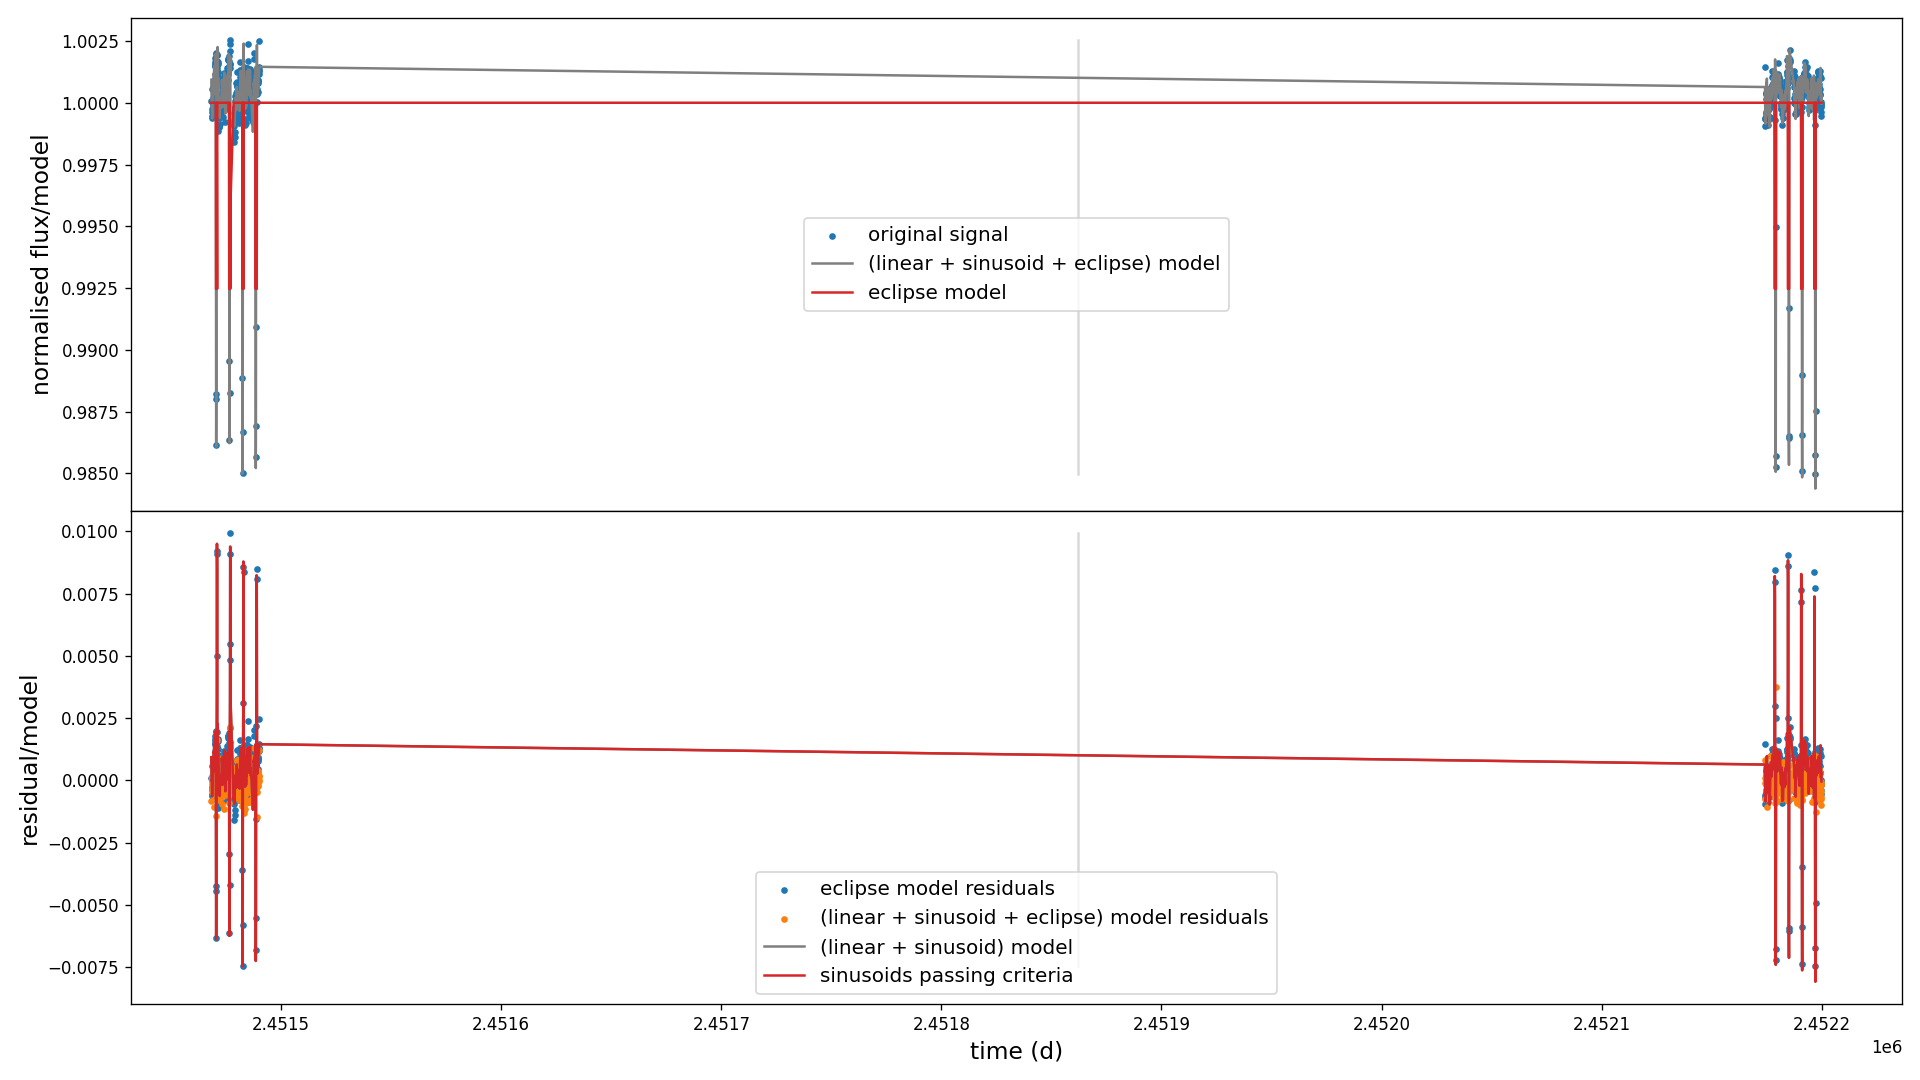 normalised flux/model
1.0025
1.0000
0.9975
0.9950
0.9925
0.9900
0.9875
0.9850
original signal
(linear + sinusoid + eclipse) model
eclipse model
residual/model
0.0100
0.0075
0.0050
0.0025
0.0000
−0.0025
−0.0050
−0.0075
eclipse model residuals
(linear + sinusoid + eclipse) model residuals
(linear + sinusoid) model
sinusoids passing criteria
2.4515 2.4516 2.4517 2.4518 2.4519 2.4520 2.4521 2.4522
1e6
time (d)